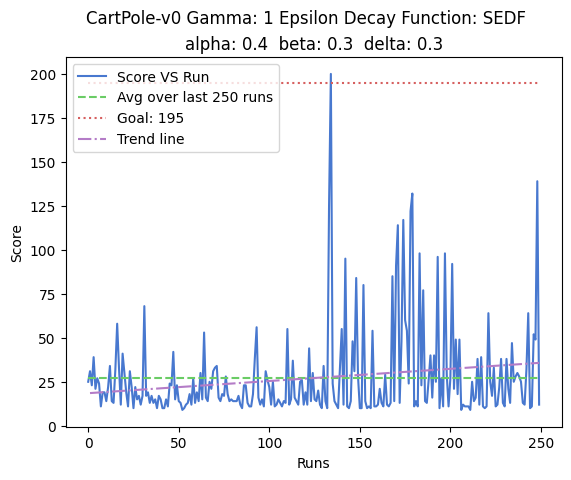 CartPole-v0 Gamma: 1 Epsilon Decay Function: SEDF
alpha: 0.4 beta: 0.3 delta: 0.3
Score VS Run
Avg over last 250 runs
Goal: 195
Trend line
200
175
150
125
100
75
50
25
0
Score
0 50 100 150 200 250
Runs